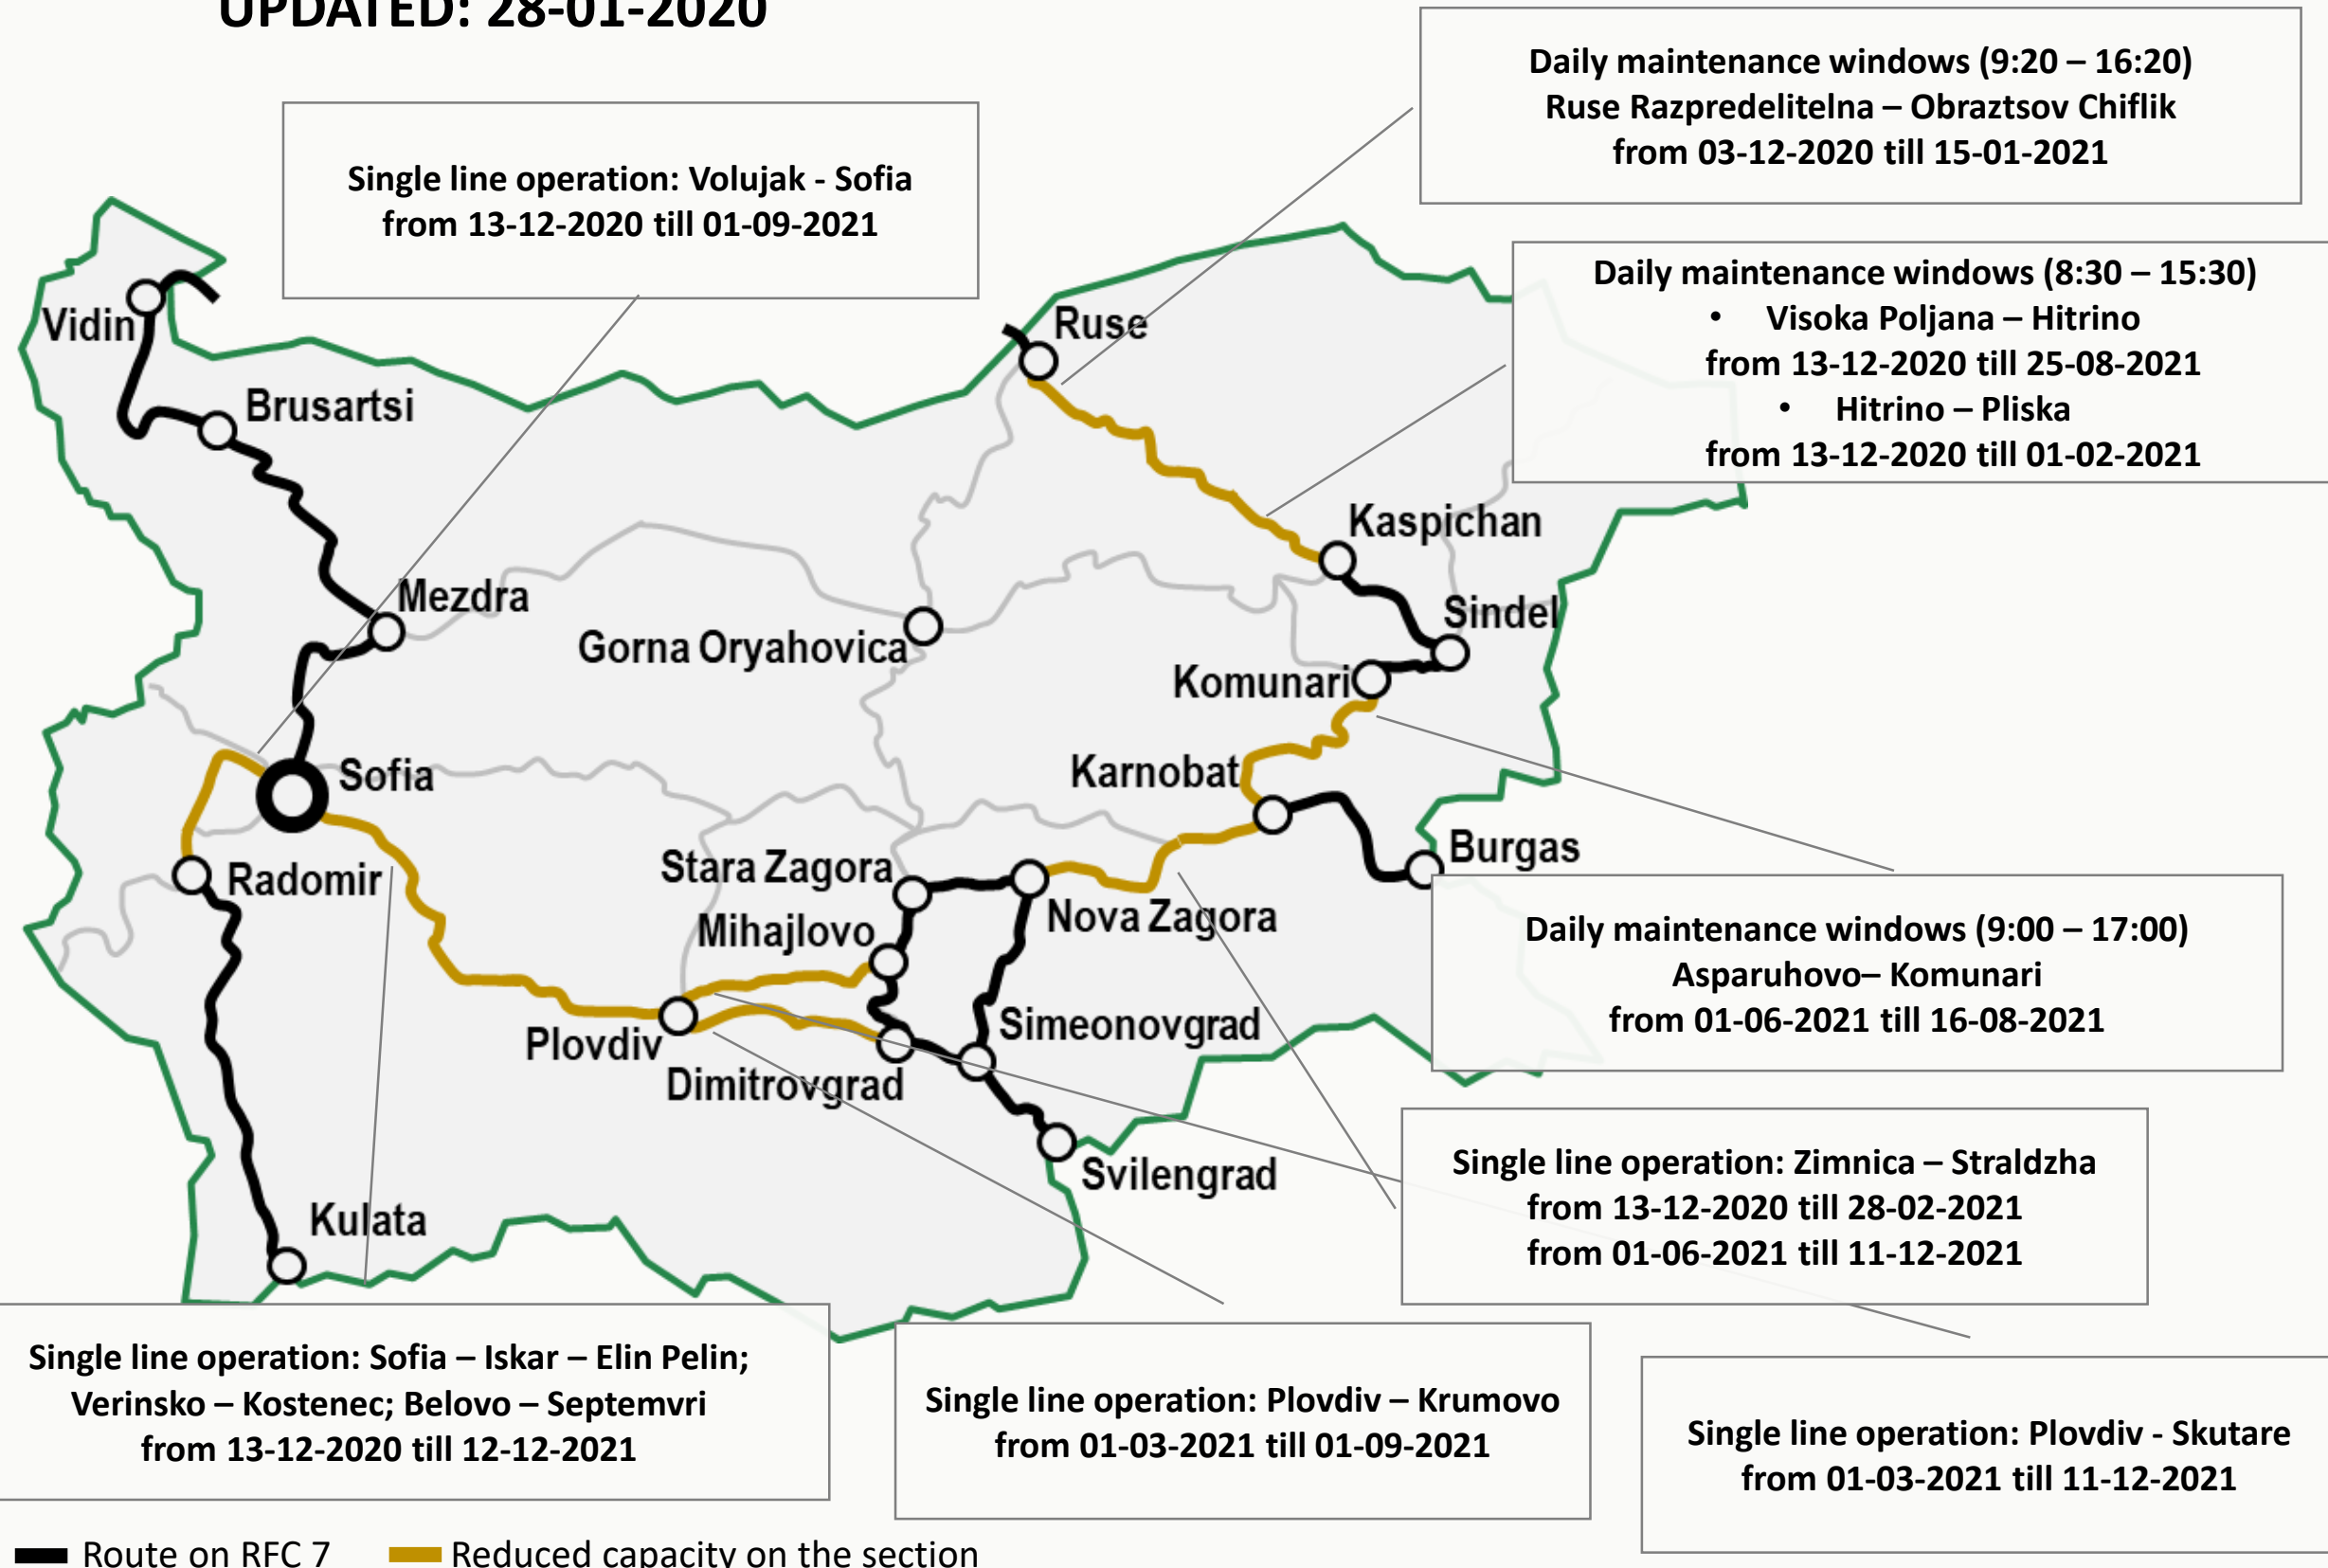 UPDATED: 28-01-2020
Daily maintenance windows (9:20 – 16:20)
Ruse Razpredelitelna – Obraztsov Chiflik
from 03-12-2020 till 15-01-2021
Single line operation: Volujak - Sofia
from 13-12-2020 till 01-09-2021
Daily maintenance windows (8:30 – 15:30)
• Visoka Poljana – Hitrino
from 13-12-2020 till 25-08-2021
• Hitrino – Pliska
from 13-12-2020 till 01-02-2021
Vidin
Ruse
Brusartsi
Kaspichan
Mezdra
Sindel
Gorna Oryahovica
Komunari
Sofia
Karnobat
Burgas
Stara Zagora
Radomir
Nova Zagora
Mihajlovo
Simeonovgrad
Plovdiv
Dimitrovgrad
Svilengrad
Kulata
Daily maintenance windows (9:00 – 17:00)
Asparuhovo– Komunari
from 01-06-2021 till 16-08-2021
Single line operation: Zimnica – Straldzha
from 13-12-2020 till 28-02-2021
from 01-06-2021 till 11-12-2021
Single line operation: Sofia – Iskar – Elin Pelin;
Verinsko – Kostenec; Belovo – Septemvri
from 13-12-2020 till 12-12-2021
Single line operation: Plovdiv – Krumovo
from 01-03-2021 till 01-09-2021
Single line operation: Plovdiv - Skutare
from 01-03-2021 till 11-12-2021
Route on RFC 7
Reduced capacity on the section